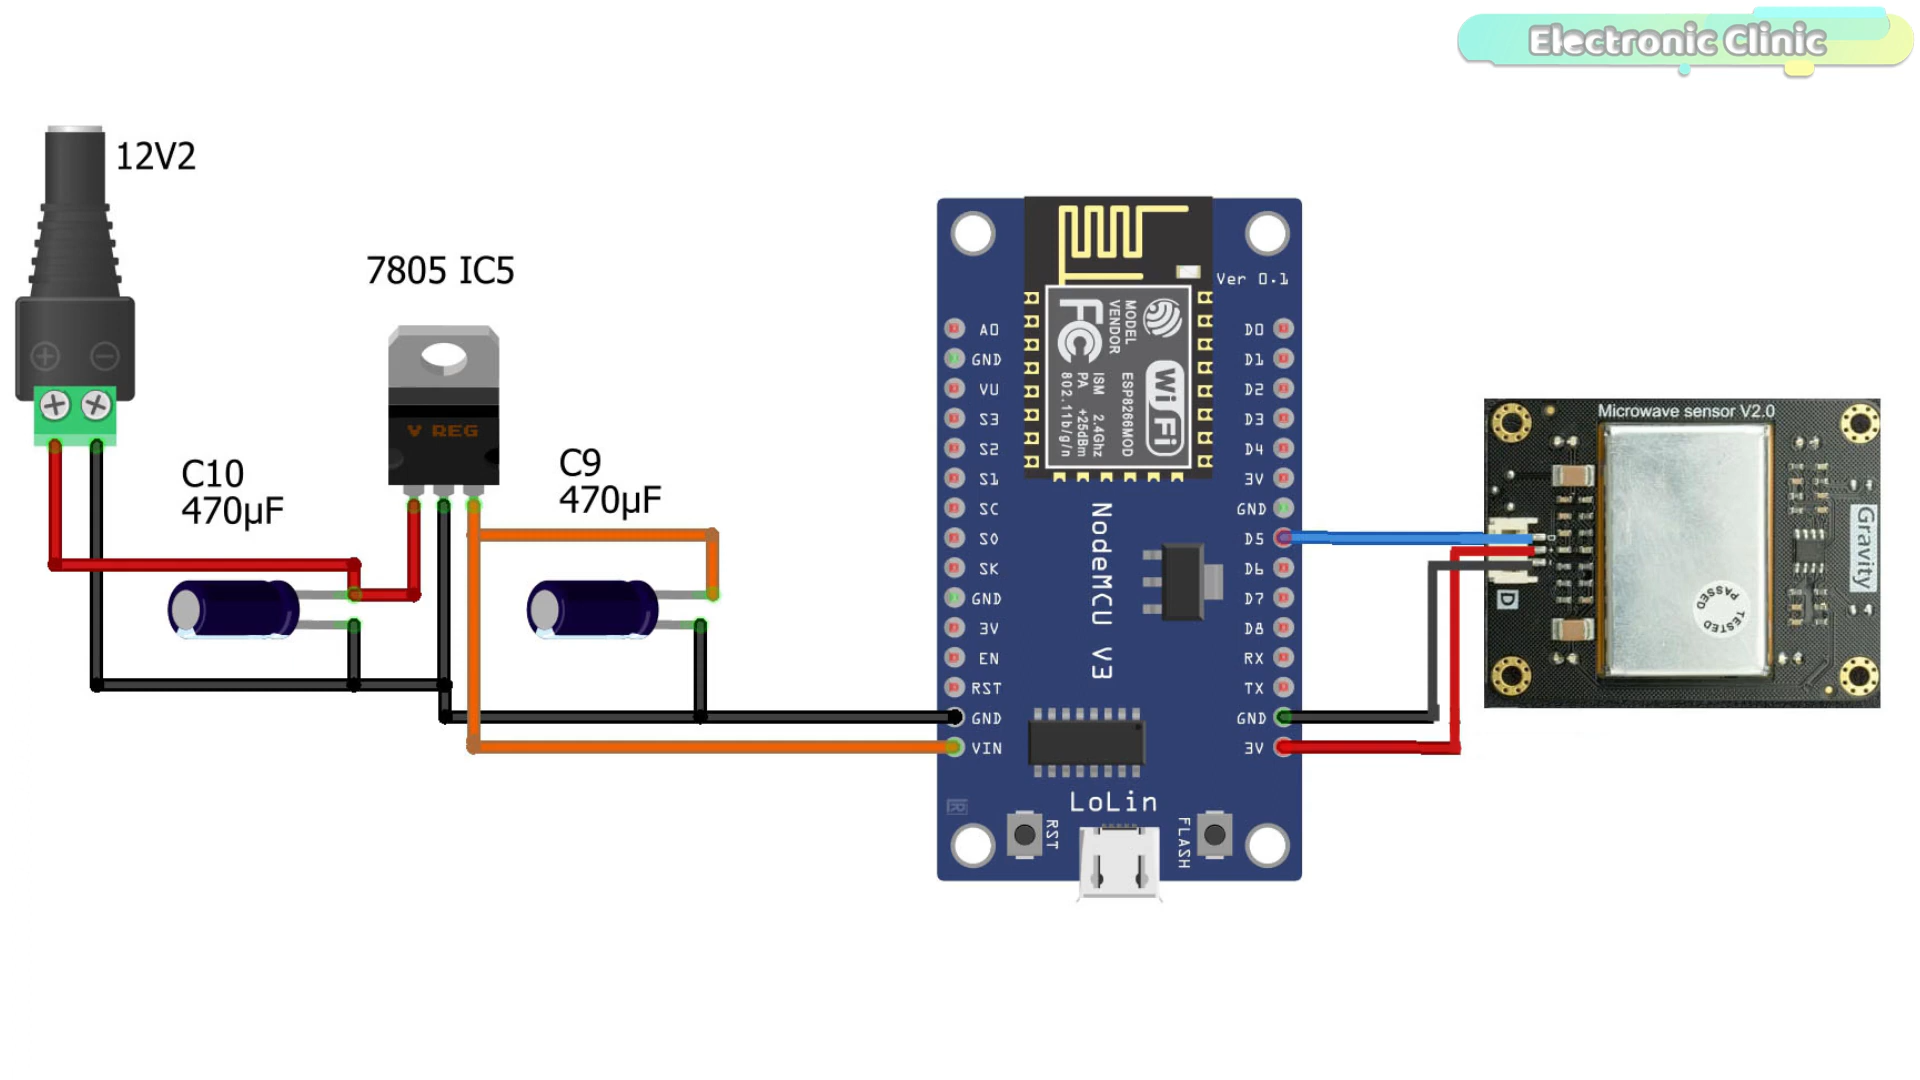 Electronic Clinic
12V2
7805 IC5
V REG
C10
470µF
C9
470µF
Ver 0.1
MODEL
VENDOR
ESP8266MOD
ISM 2.4GHz
PA +25dBm
802.11b/g/n
FC
WiFi
A0
GND
VU
S3
S2
S1
SC
S0
SK
GND
3V
EN
RST
GND
VIN
D0
D1
D2
D3
D4
3V
GND
D5
D6
D7
D8
RX
TX
GND
3V
NodeMCU V3
LoLin
RST
FLASH
Microwave sensor V2.0
Gravity
D
PASSED
TESTED